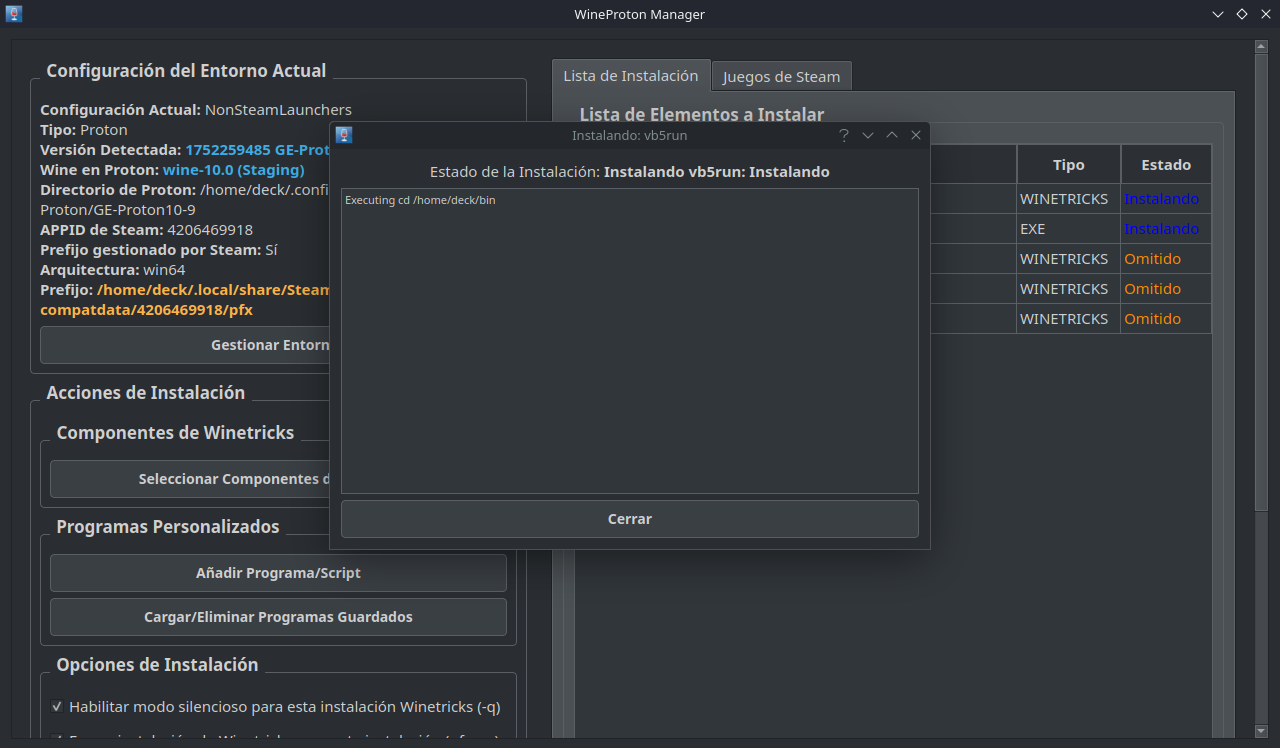 WineProton Manager
Configuración del Entorno Actual
Configuración Actual: NonSteamLaunchers
Tipo: Proton
Versión Detectada: 1752259485 GE-Prot
Wine en Proton: wine-10.0 (Staging)
Directorio de Proton: /home/deck/.confi
Proton/GE-Proton10-9
APPID de Steam: 4206469918
Prefijo gestionado por Steam: Sí
Arquitectura: win64
Prefijo: /home/deck/.local/share/Steam
compatdata/4206469918/pfx
Gestionar Entorn
Acciones de Instalación
Componentes de Winetricks
Seleccionar Componentes d
Programas Personalizados
Añadir Programa/Script
Cargar/Eliminar Programas Guardados
Opciones de Instalación
Habilitar modo silencioso para esta instalación Winetricks (-q)
Instalando: vb5run
Estado de la Instalación: Instalando vb5run: Instalando
Executing cd /home/deck/bin
Cerrar
Lista de Instalación
Juegos de Steam
Lista de Elementos a Instalar
Tipo Estado
WINETRICKS Instalando
EXE Instalando
WINETRICKS Omitido
WINETRICKS Omitido
WINETRICKS Omitido